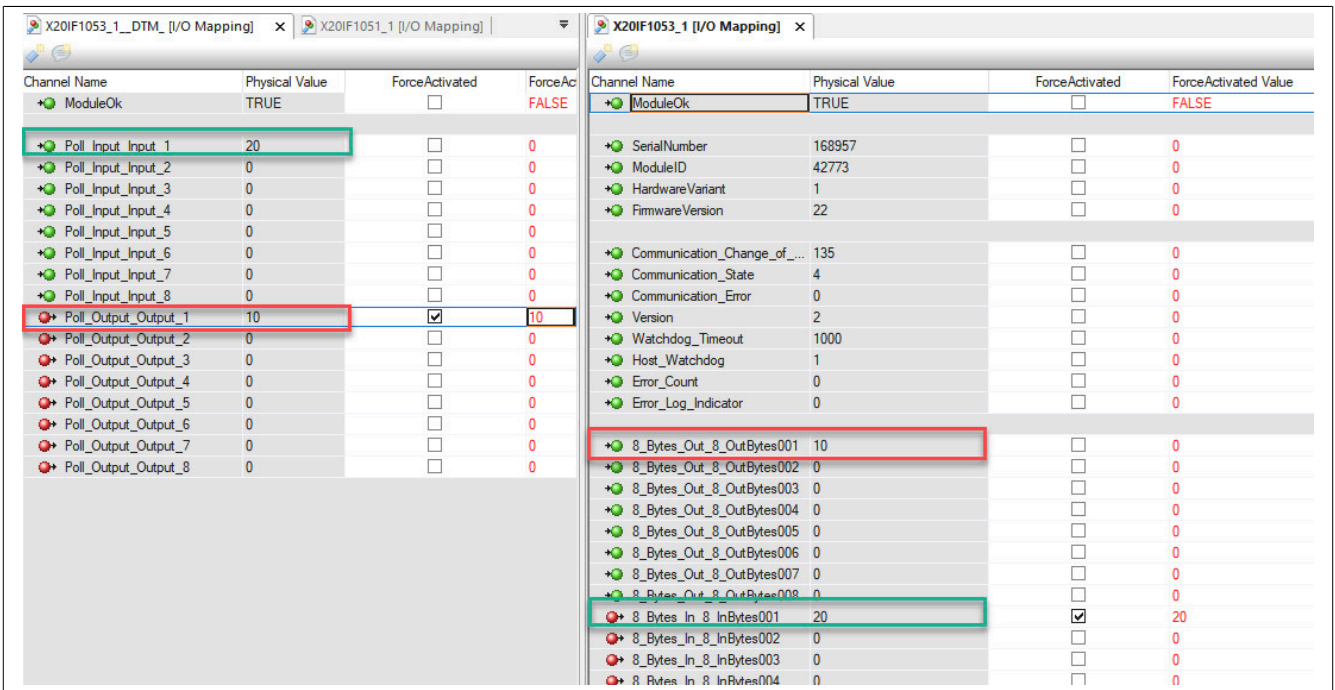 X20IF1053_1__DTM_ [I/O Mapping] X X20IF1051_1 [I/O Mapping]
Channel Name Physical Value ForceActivated ForceAc
ModuleOk TRUE FALSE
Poll_Input_Input_1 20 0
Poll_Input_Input_2 0 0
Poll_Input_Input_3 0 0
Poll_Input_Input_4 0 0
Poll_Input_Input_5 0 0
Poll_Input_Input_6 0 0
Poll_Input_Input_7 0 0
Poll_Input_Input_8 0 0
Poll_Output_Output_1 10 10
Poll_Output_Output_2 0 0
Poll_Output_Output_3 0 0
Poll_Output_Output_4 0 0
Poll_Output_Output_5 0 0
Poll_Output_Output_6 0 0
Poll_Output_Output_7 0 0
Poll_Output_Output_8 0 0
X20IF1053_1 [I/O Mapping] X
Channel Name Physical Value ForceActivated ForceActivated Value
ModuleOk TRUE FALSE
SerialNumber 168957 0
ModuleID 42773 0
HardwareVariant 1 0
FirmwareVersion 22 0
Communication_Change_of_... 135 0
Communication_State 4 0
Communication_Error 0 0
Version 2 0
Watchdog_Timeout 1000 0
Host_Watchdog 1 0
Error_Count 0 0
Error_Log_Indicator 0 0
8_Bytes_Out_8_OutBytes001 10 0
8_Bytes_Out_8_OutBytes002 0 0
8_Bytes_Out_8_OutBytes003 0 0
8_Bytes_Out_8_OutBytes004 0 0
8_Bytes_Out_8_OutBytes005 0 0
8_Bytes_Out_8_OutBytes006 0 0
8_Bytes_Out_8_OutBytes007 0 0
8_Bytes_Out_8_OutBytes008 0 0
8_Bytes_In_8_InBytes001 20 20
8_Bytes_In_8_InBytes002 0 0
8_Bytes_In_8_InBytes003 0 0
8_Bytes_In_8_InBytes004 0 0